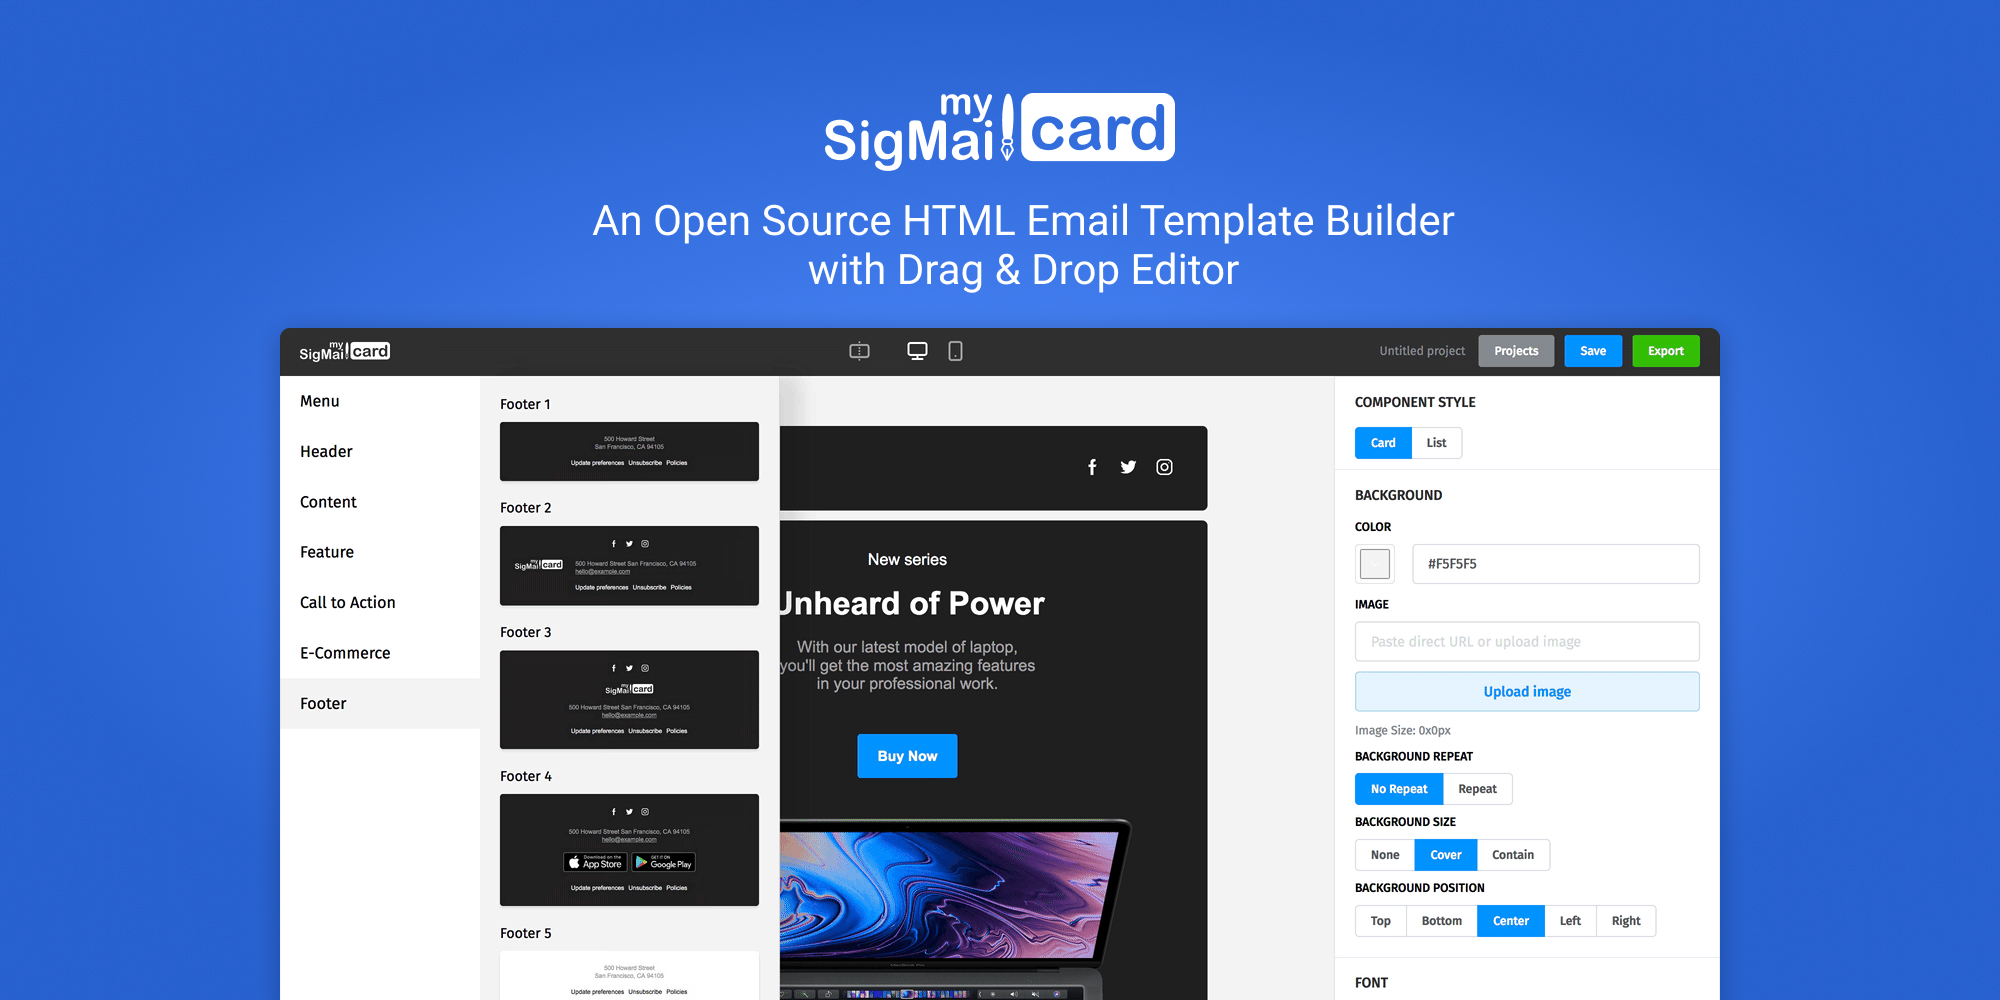 my
SigMail card
An Open Source HTML Email Template Builder
with Drag & Drop Editor
my
SigMail card
Untitled project
Projects
Save
Export
Menu
Header
Content
Feature
Call to Action
E-Commerce
Footer
Footer 1
500 Howard Street
San Francisco, CA 94105
Update preferences Unsubscribe Policies
Footer 2
my
SigMail card
500 Howard Street San Francisco, CA 94105
hello@example.com
Update preferences Unsubscribe Policies
Footer 3
my
SigMail card
500 Howard Street San Francisco, CA 94105
hello@example.com
Update preferences Unsubscribe Policies
Footer 4
500 Howard Street San Francisco, CA 94105
hello@example.com
Download on the
App Store
GET IT ON
Google Play
Update preferences Unsubscribe Policies
Footer 5
500 Howard Street
San Francisco, CA 94105
Update preferences Unsubscribe Policies
New series
Unheard of Power
With our latest model of laptop,
you'll get the most amazing features
in your professional work.
Buy Now
MacBook Pro
COMPONENT STYLE
Card
List
BACKGROUND
COLOR
#F5F5F5
IMAGE
Paste direct URL or upload image
Upload image
Image Size: 0x0px
BACKGROUND REPEAT
No Repeat
Repeat
BACKGROUND SIZE
None
Cover
Contain
BACKGROUND POSITION
Top
Bottom
Center
Left
Right
FONT